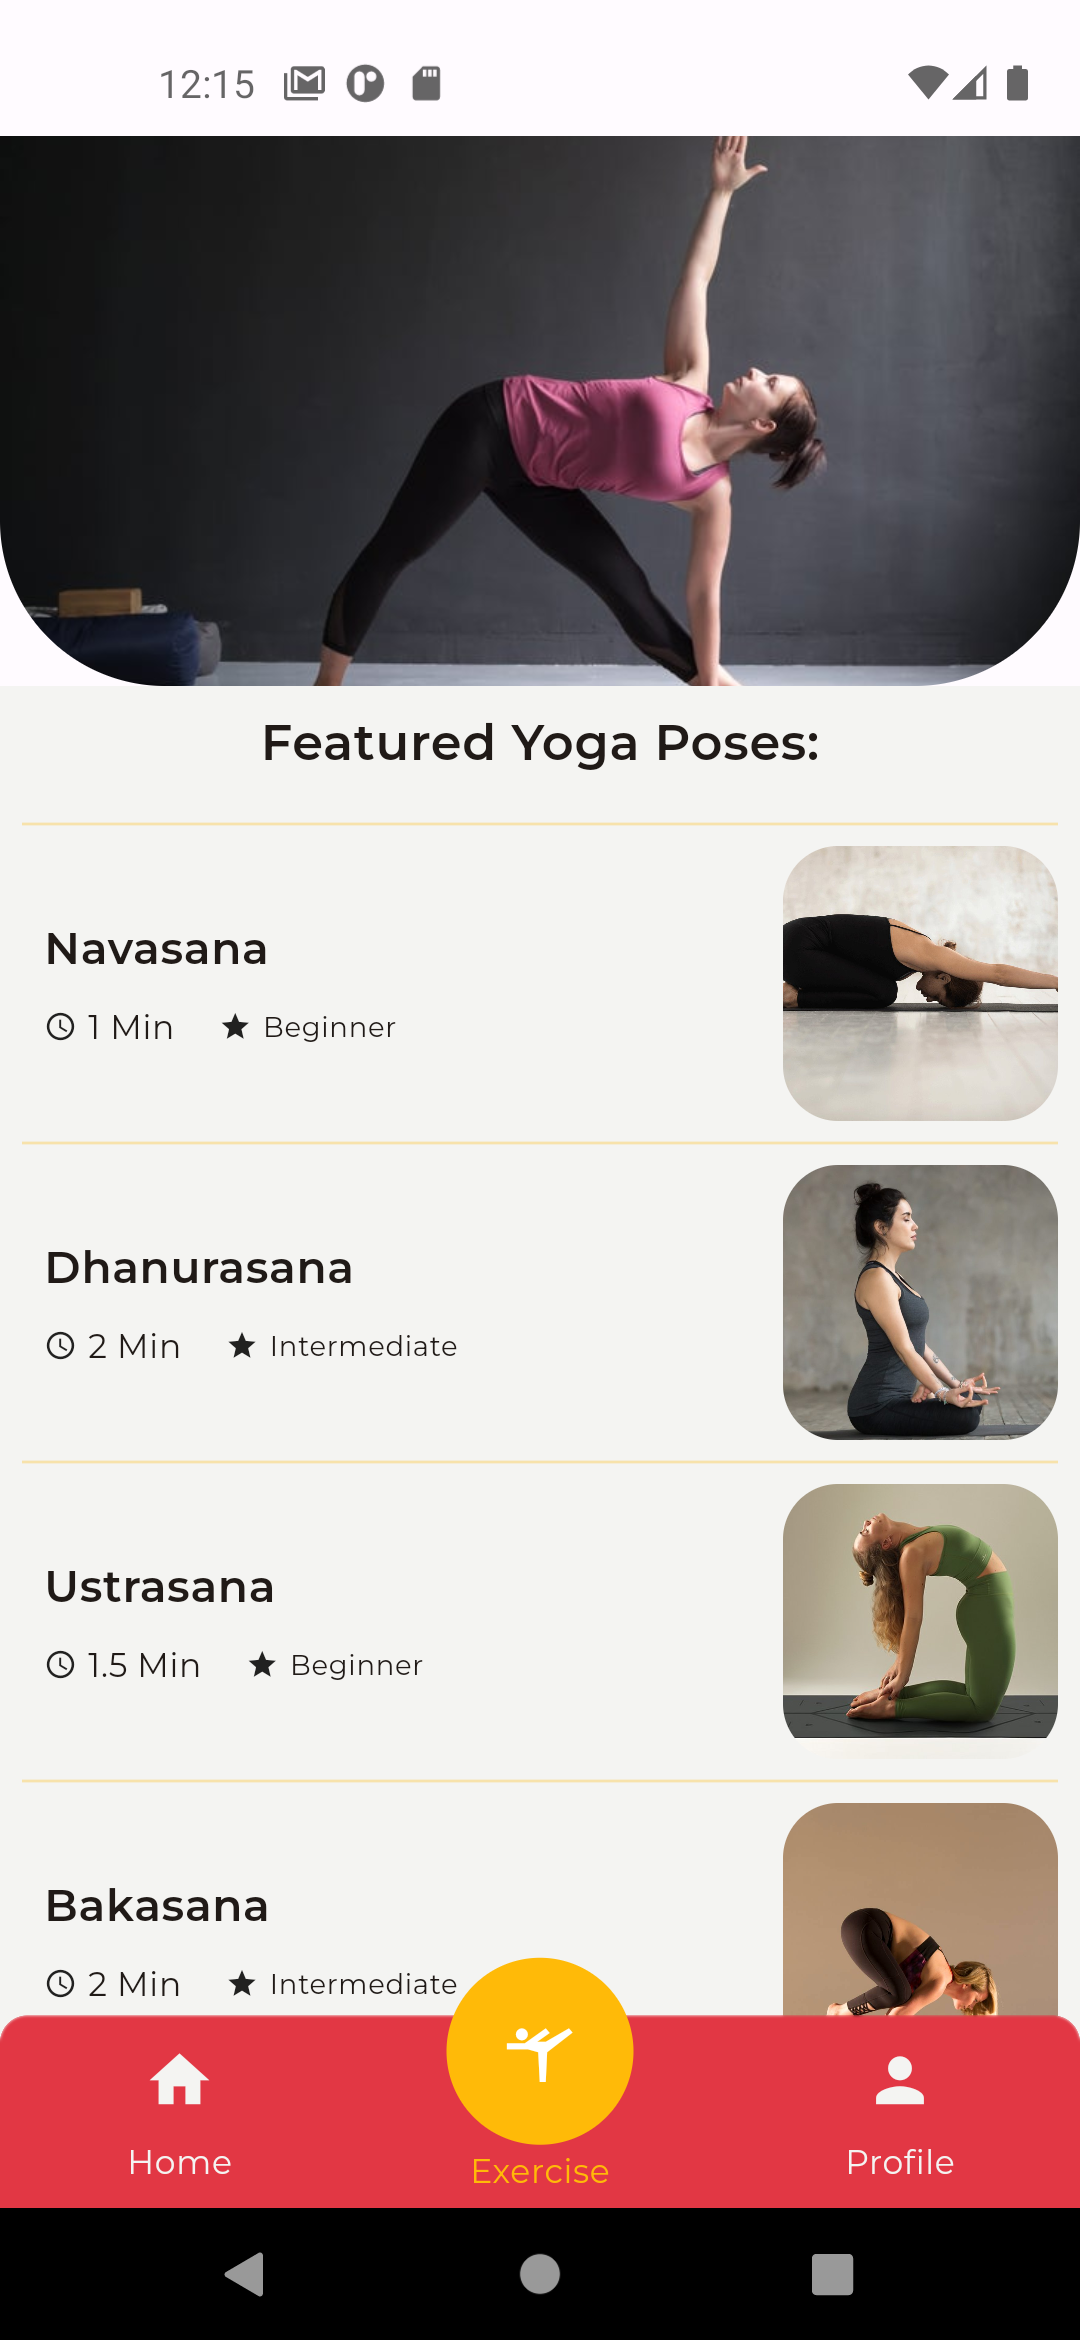 12:15
Featured Yoga Poses:
Navasana
1 Min Beginner
Dhanurasana
2 Min Intermediate
Ustrasana
1.5 Min Beginner
Bakasana
2 Min Intermediate
Home
Exercise
Profile